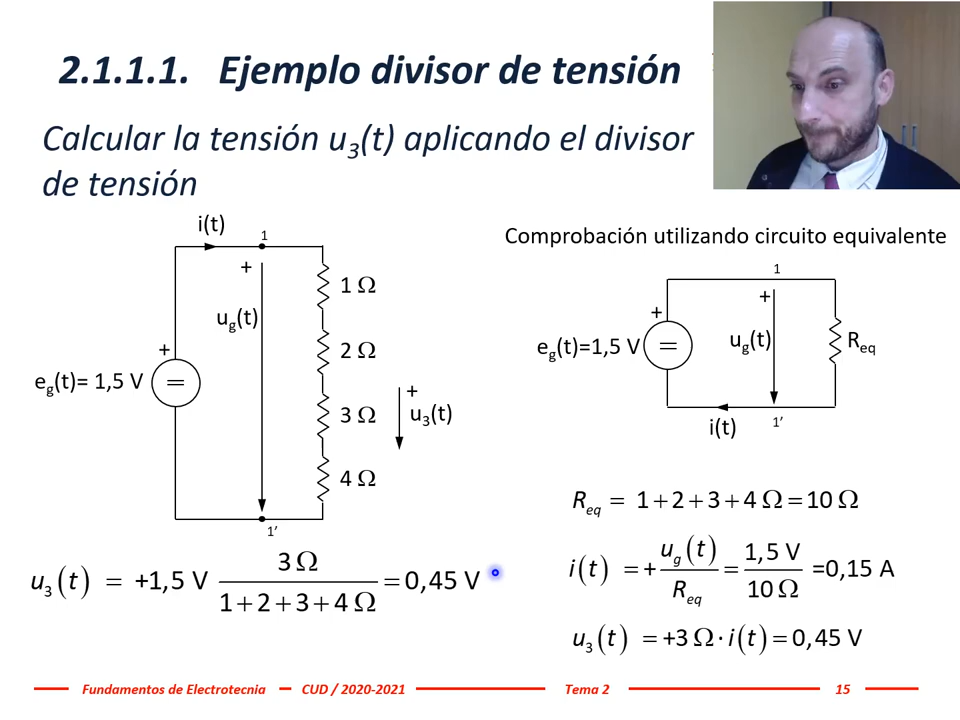 2.1.1.1. Ejemplo divisor de tensión
Calcular la tensión u₃(t) aplicando el divisor
de tensión
i(t)
1
+
1 Ω
u_g(t)
2 Ω
+
e_g(t)= 1,5 V
=
3 Ω
+
u₃(t)
4 Ω
1’
u₃(t) = +1,5 V 3 Ω / 1+2+3+4 Ω = 0,45 V
Comprobación utilizando circuito equivalente
1
+
+
e_g(t)=1,5 V
=
u_g(t)
R_eq
i(t)
1’
R_eq = 1+2+3+4 Ω = 10 Ω
i(t) = + u_g(t) / R_eq = 1,5 V / 10 Ω =0,15 A
u₃(t) = +3 Ω · i(t) = 0,45 V
Fundamentos de Electrotecnia CUD / 2020-2021 Tema 2 15